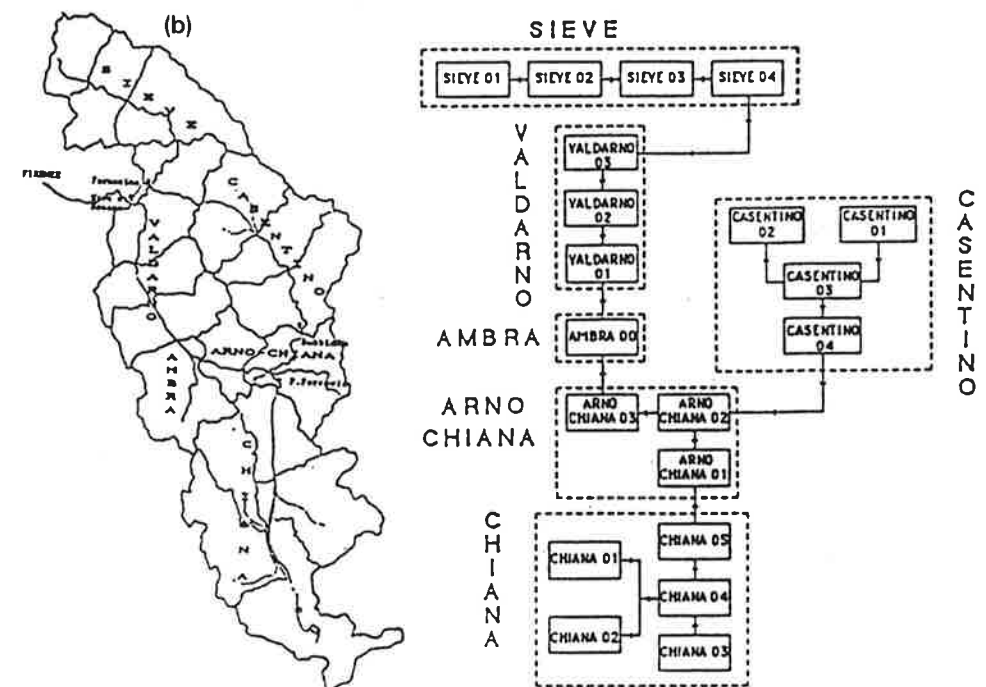 (b)
SIEVE
FIRENZE
VALDARNO
CASENTINO
ARNO-CHIANA
AMBRA
CHIANA
SIEVE
SIEVE 01
SIEVE 02
SIEVE 03
SIEVE 04
VALDARNO
VALDARNO
03
VALDARNO
02
VALDARNO
01
CASENTINO
CASENTINO
02
CASENTINO
01
CASENTINO
03
CASENTINO
04
AMBRA
AMBRA 00
ARNO
CHIANA
ARNO
CHIANA 03
ARNO
CHIANA 02
ARNO
CHIANA 01
CHIANA
CHIANA 05
CHIANA 01
CHIANA 04
CHIANA 02
CHIANA 03